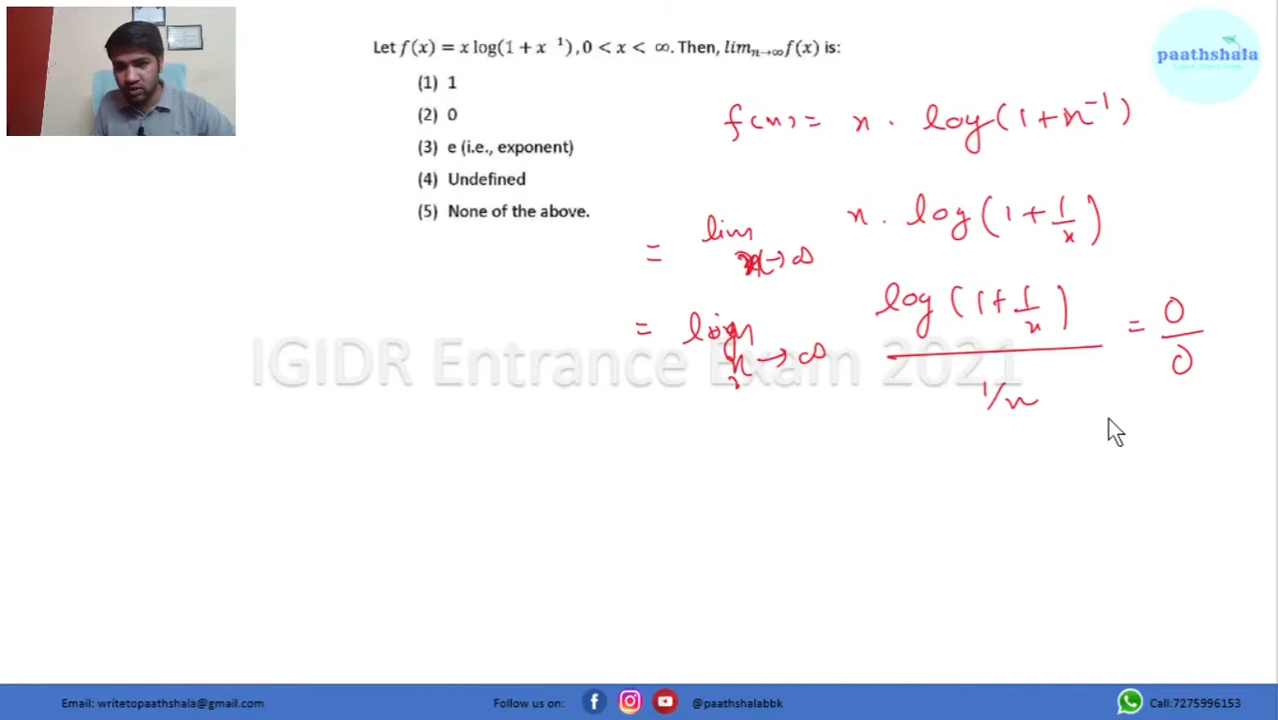 paathshala
Let f(x) = x log(1 + x ¹), 0 < x < ∞. Then, lim n→∞ f(x) is:
(1) 1
(2) 0
(3) e (i.e., exponent)
(4) Undefined
(5) None of the above.
f(x) = x · log(1+x⁻¹)
= lim x→∞ x · log(1+1/x)
= lim x→∞ log(1+1/x) / 1/x = 0/0
IGIDR Entrance Exam 2021
Email: writetopaathshala@gmail.com
Follow us on:
@paathshalabbk
Call:7275996153